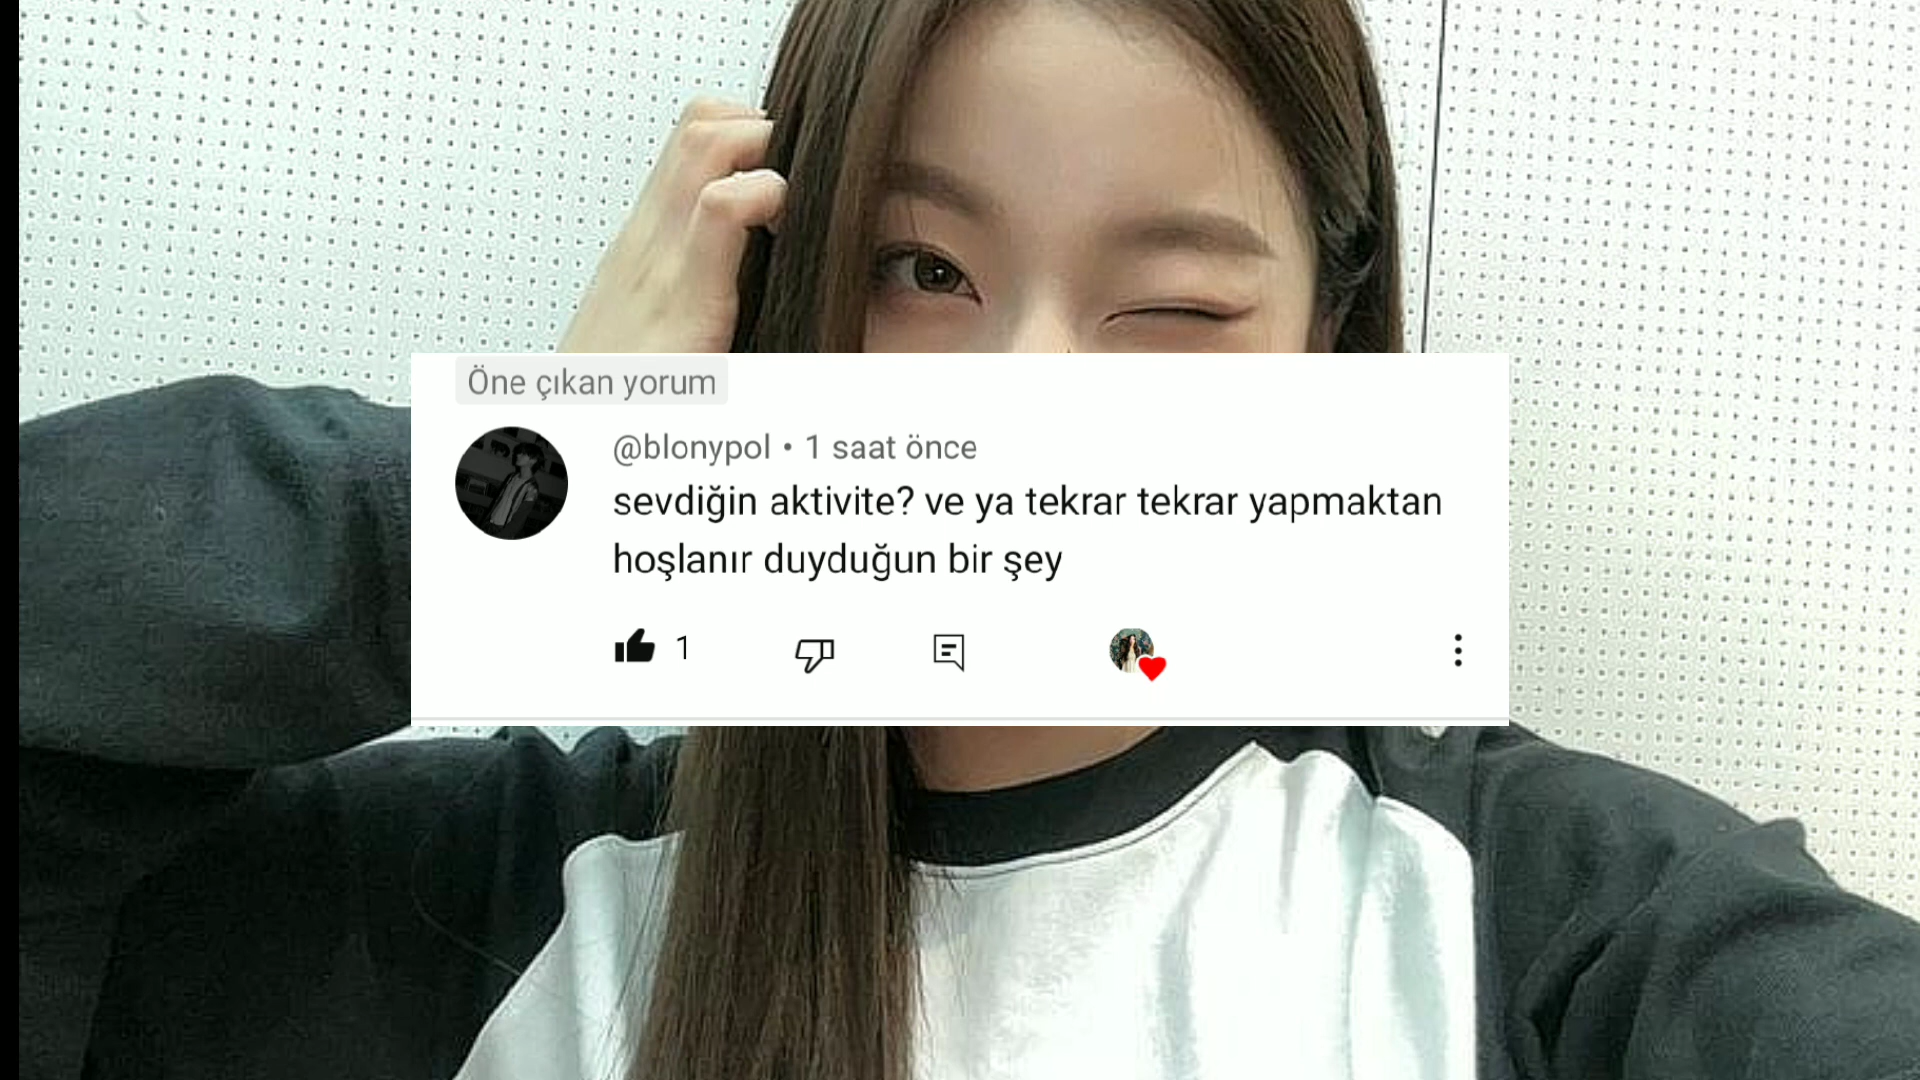 Öne çıkan yorum
@blonypol • 1 saat önce
sevdiğin aktivite? ve ya tekrar tekrar yapmaktan
hoşlanır duyduğun bir şey
1